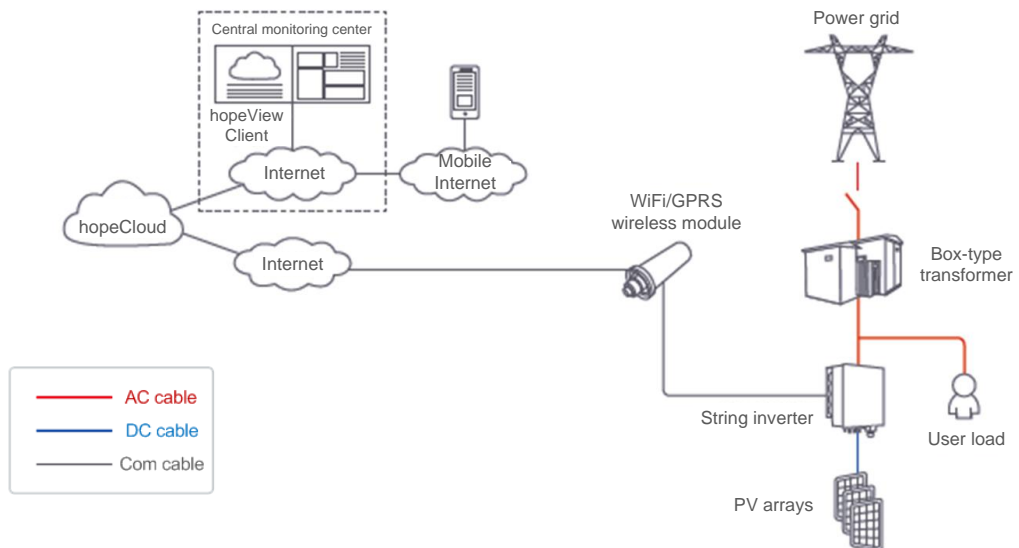 Power grid
Central monitoring center
hopeView
Client
Internet
Mobile
Internet
hopeCloud
Internet
WiFi/GPRS
wireless module
Box-type
transformer
AC cable
DC cable
Com cable
String inverter
User load
PV arrays